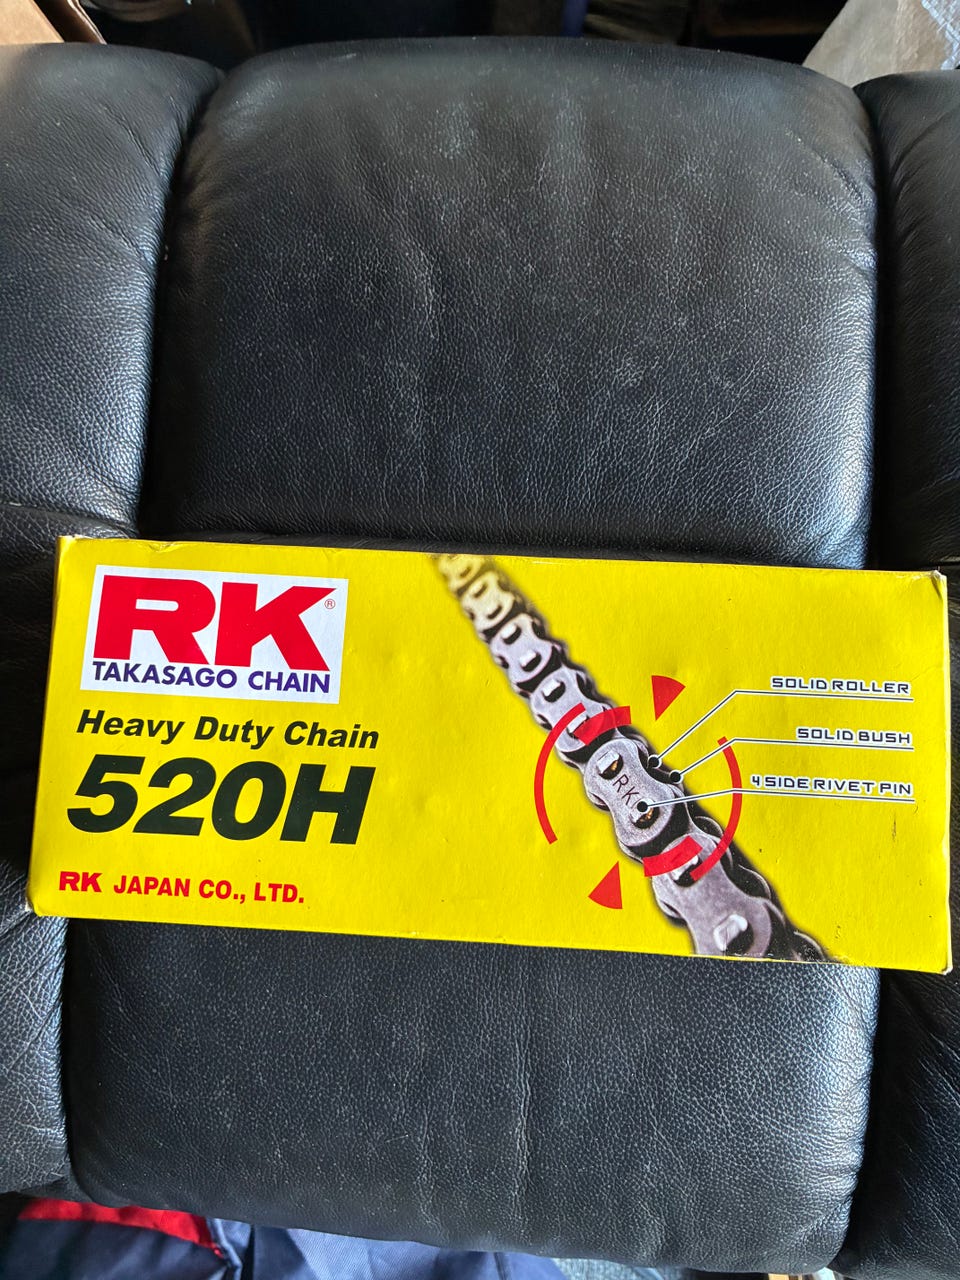 RK®
TAKASAGO CHAIN
Heavy Duty Chain
520H
RK JAPAN CO., LTD.
SOLID ROLLER
SOLID BUSH
4 SIDE RIVET PIN
RK